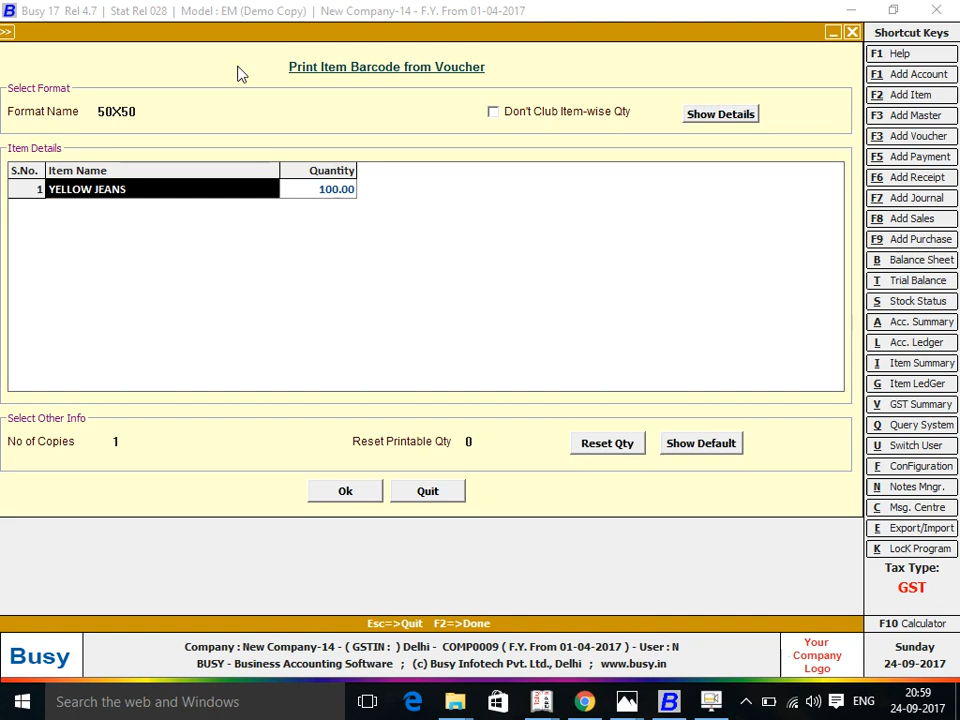 Busy 17 Rel 4.7 | Stat Rel 028 | Model : EM (Demo Copy) | New Company-14 - F.Y. From 01-04-2017
>>
Shortcut Keys
Print Item Barcode from Voucher
Select Format
Format Name 50X50
Don't Club Item-wise Qty
Show Details
Item Details
S.No. Item Name Quantity
1 YELLOW JEANS 100.00
Select Other Info
No of Copies 1
Reset Printable Qty 0
Reset Qty
Show Default
Ok
Quit
F1 Help
F1 Add Account
F2 Add Item
F3 Add Master
F3 Add Voucher
F5 Add Payment
F6 Add Receipt
F7 Add Journal
F8 Add Sales
F9 Add Purchase
B Balance Sheet
T Trial Balance
S Stock Status
A Acc. Summary
L Acc. Ledger
I Item Summary
G Item LedGer
V GST Summary
Q Query System
U Switch User
F ConFiguration
N Notes Mngr.
C Msg. Centre
E Export/Import
K LocK Program
Tax Type:
GST
Esc=>Quit F2=>Done
F10 Calculator
Busy
Company : New Company-14 - ( GSTIN : ) Delhi - COMP0009 ( F.Y. From 01-04-2017 ) - User : N
BUSY - Business Accounting Software ; (c) Busy Infotech Pvt. Ltd., Delhi ; www.busy.in
Your
Company
Logo
Sunday
24-09-2017
Search the web and Windows
ENG
20:59
24-09-2017